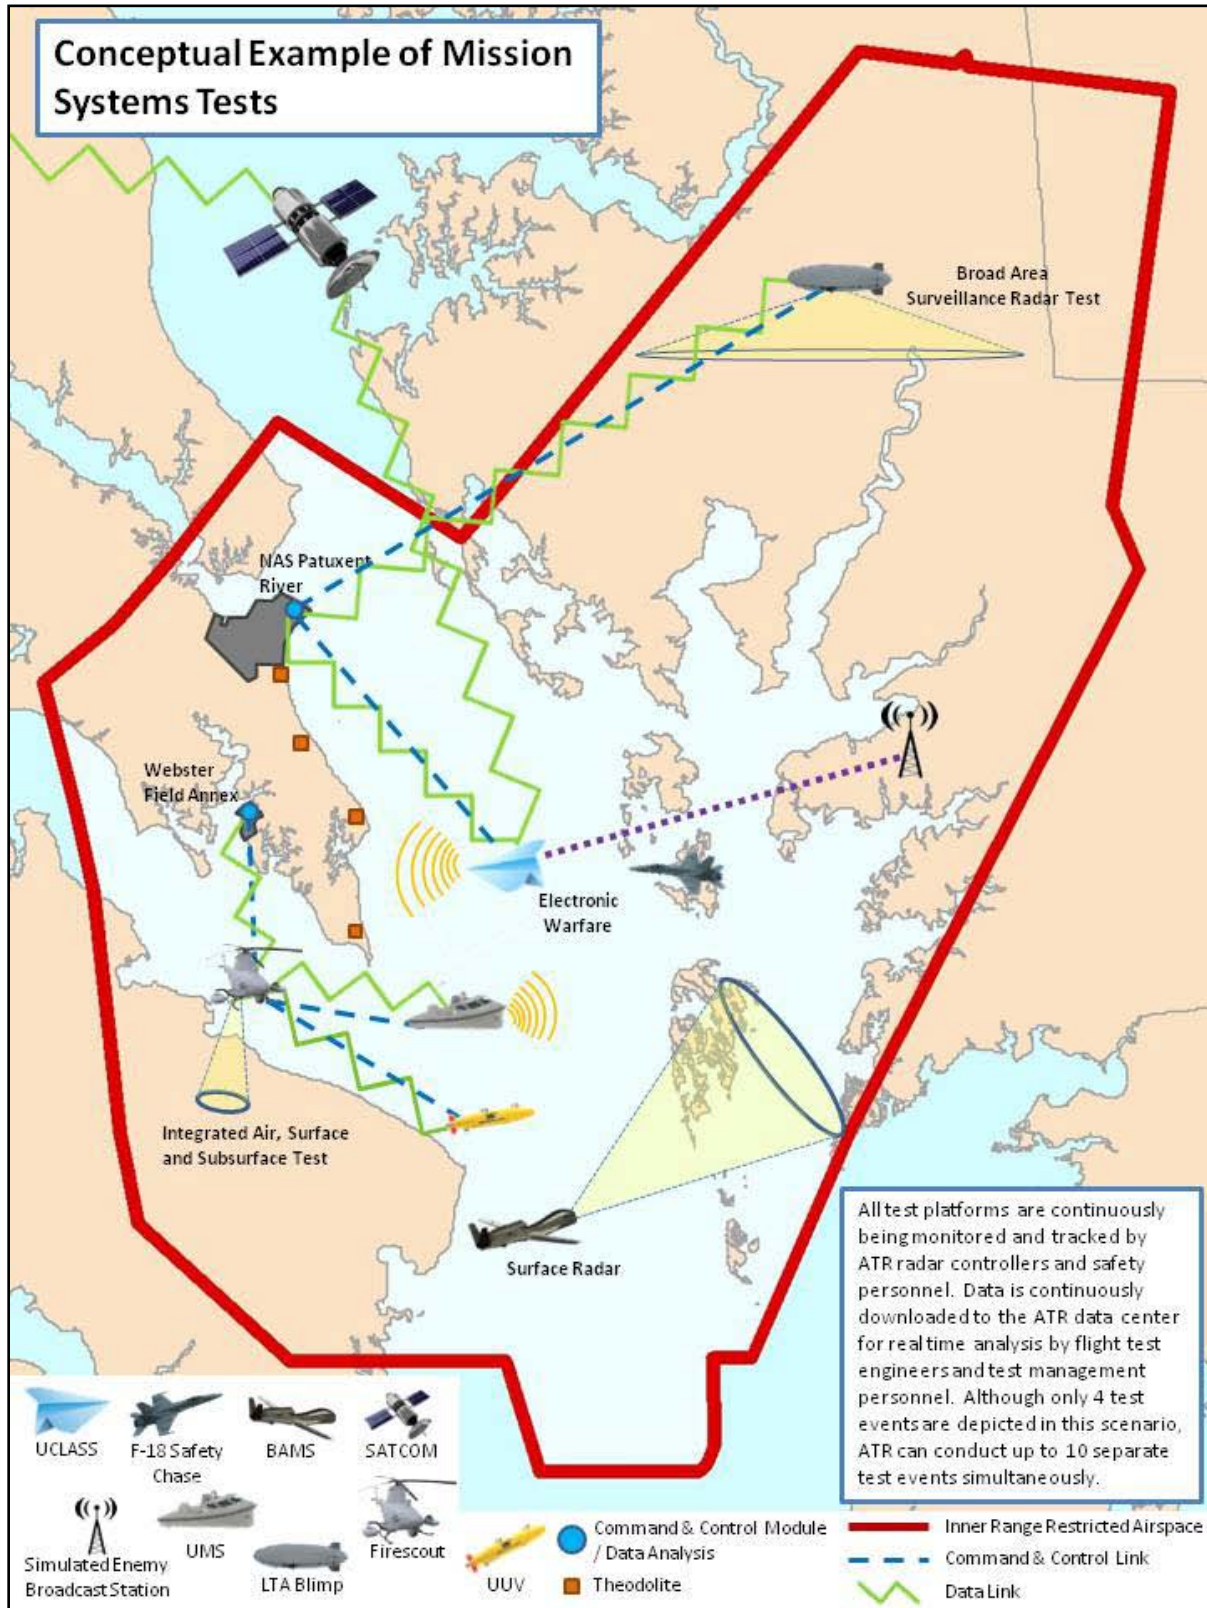 Conceptual Example of Mission
Systems Tests
Broad Area
Surveillance Radar Test
NAS Patuxent
River
Webster
Field Annex
Electronic
Warfare
Integrated Air, Surface
and Subsurface Test
Surface Radar
All test platforms are continuously
being monitored and tracked by
ATR radar controllers and safety
personnel. Data is continuously
downloaded to the ATR data center
for real time analysis by flight test
engineers and test management
personnel. Although only 4 test
events are depicted in this scenario,
ATR can conduct up to 10 separate
test events simultaneously.
UCLASS
F-18 Safety
Chase
BAMS
SATCOM
Simulated Enemy
Broadcast Station
UMS
LTA Blimp
Firescout
UUV
Command & Control Module
/ Data Analysis
Theodolite
Inner Range Restricted Airspace
Command & Control Link
Data Link